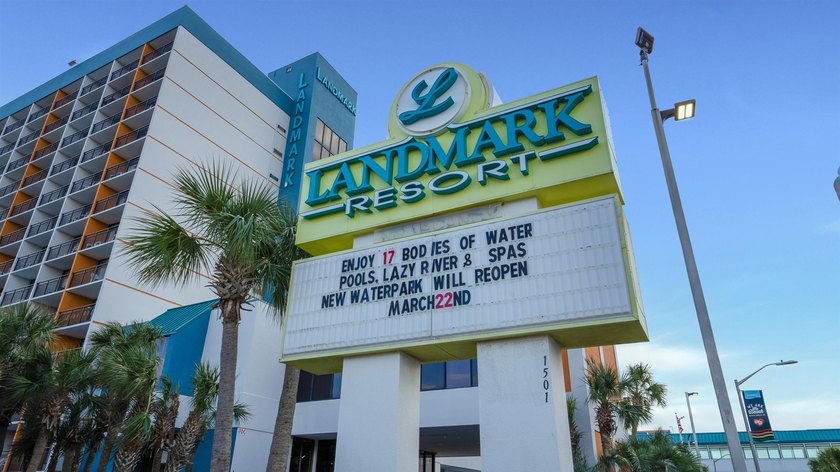 LANDMARK
LANDMARK
L
LANDMARK
RESORT
ENJOY 17 BODIES OF WATER
POOLS, LAZY RIVER & SPAS
NEW WATERPARK WILL REOPEN
MARCH 22ND
1501